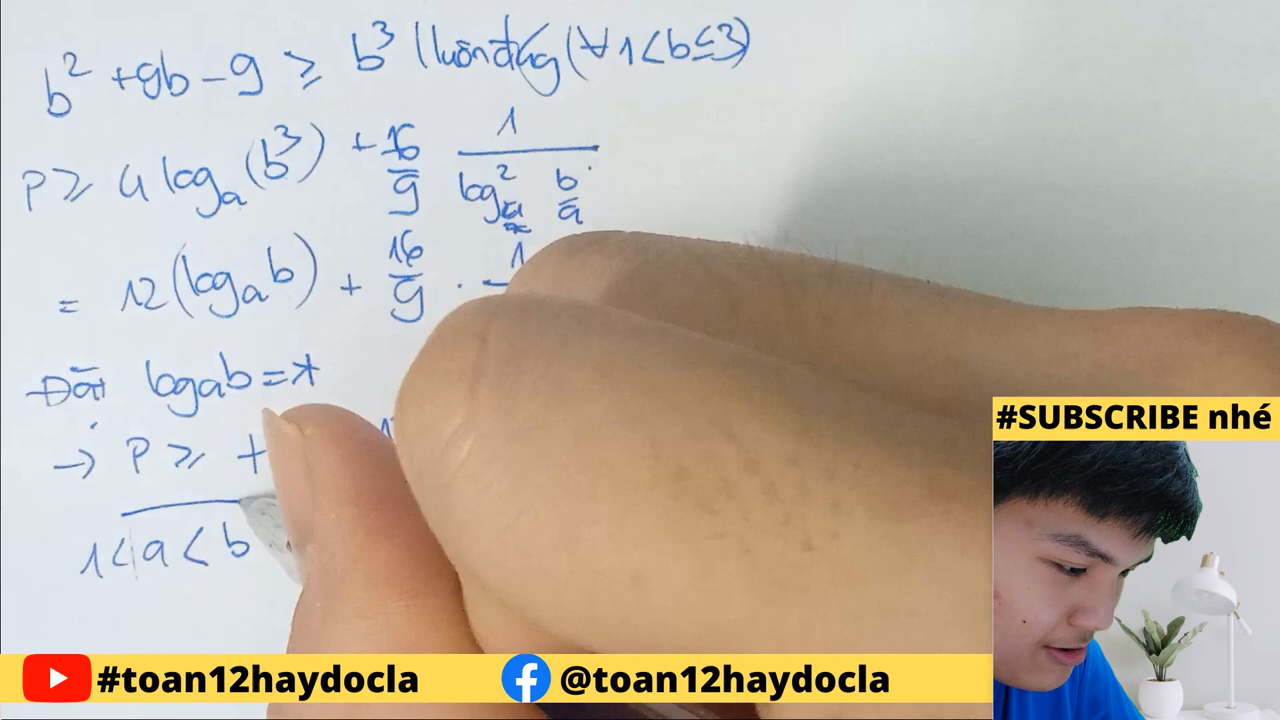 b² + 9b - 9 ≥ b³ (luôn đúng (∀ 1 < b ≤ 3)
P ≥ 4 log_a (b³) + 16/9 1/(log²_a b/a)
= 12 (log_a b) + 16/9 . 1
Đặt log_a b = t
→ P ≥ t
1 < a < b
#SUBSCRIBE nhé
#toan12haydocla
@toan12haydocla